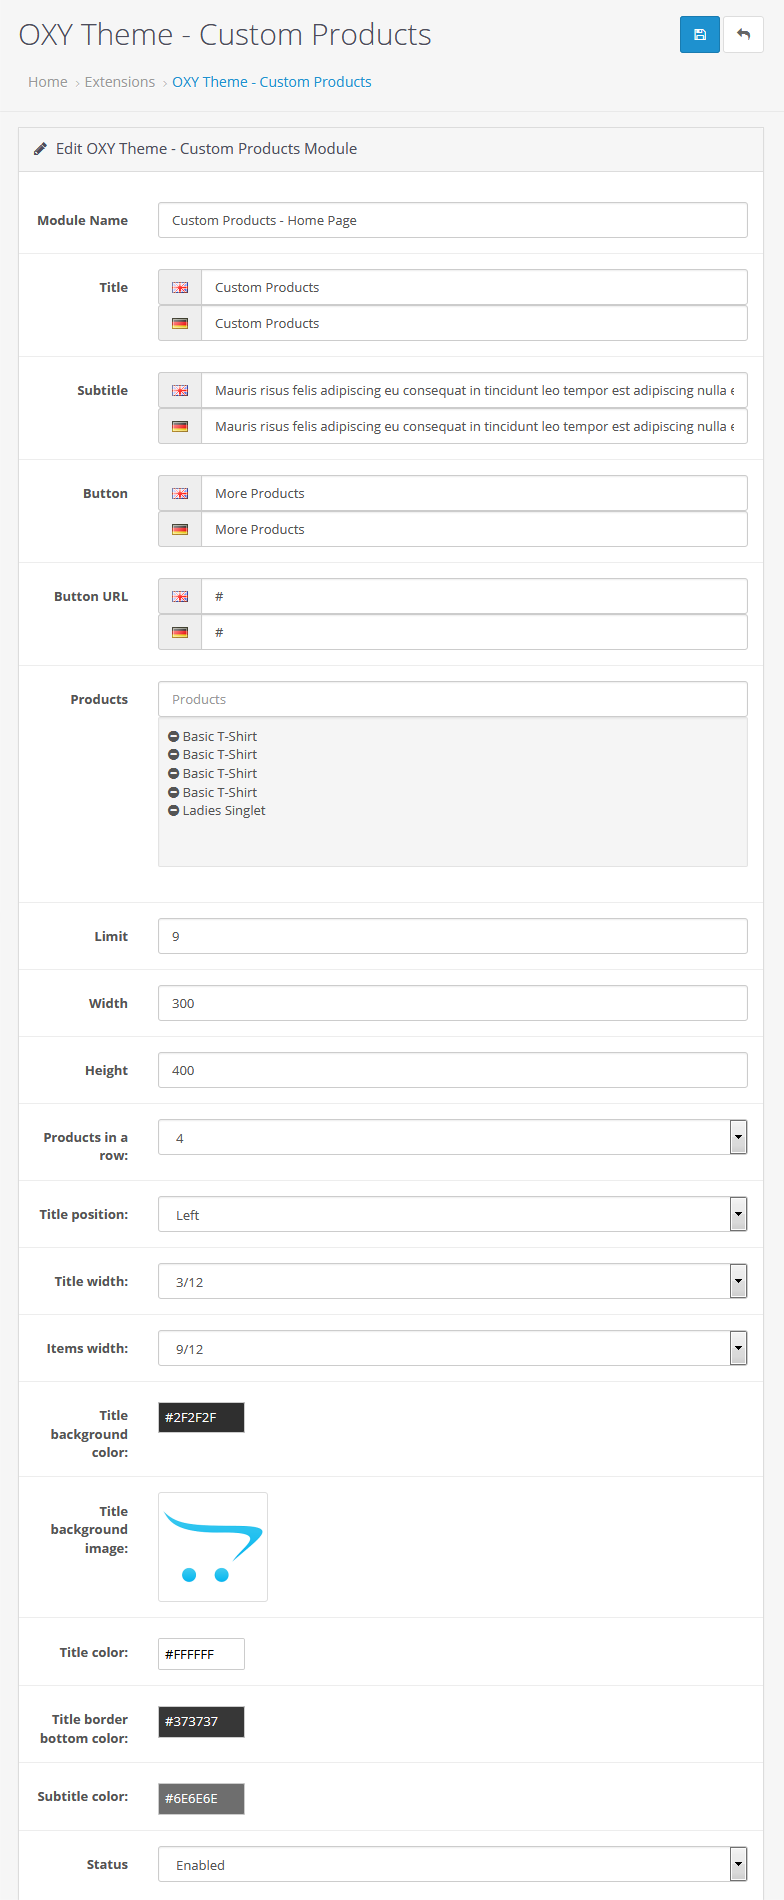 OXY Theme - Custom Products
Home › Extensions › OXY Theme - Custom Products
Edit OXY Theme - Custom Products Module
Module Name
Custom Products - Home Page
Title
Custom Products
Custom Products
Subtitle
Mauris risus felis adipiscing eu consequat in tincidunt leo tempor est adipiscing nulla e
Mauris risus felis adipiscing eu consequat in tincidunt leo tempor est adipiscing nulla e
Button
More Products
More Products
Button URL
#
#
Products
Products
Basic T-Shirt
Basic T-Shirt
Basic T-Shirt
Basic T-Shirt
Ladies Singlet
Limit
9
Width
300
Height
400
Products in a
row:
4
Title position:
Left
Title width:
3/12
Items width:
9/12
Title
background
color:
#2F2F2F
Title
background
image:
Title color:
#FFFFFF
Title border
bottom color:
#373737
Subtitle color:
#6E6E6E
Status
Enabled